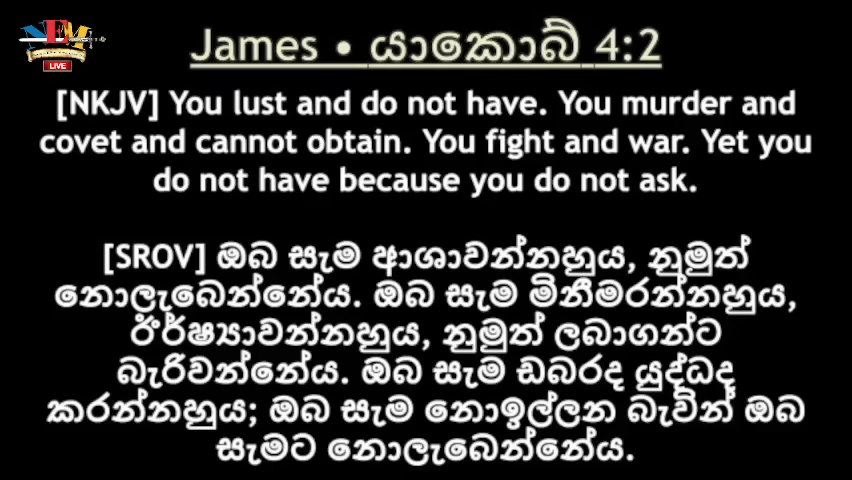 NEM
LIVE
James • යාකොබ් 4:2
[NKJV] You lust and do not have. You murder and
covet and cannot obtain. You fight and war. Yet you
do not have because you do not ask.
[SROV] ඔබ සැම ආශාවන්නහුය, නුමුත්
නොලැබෙන්නේය. ඔබ සැම මිනීමරන්නහුය,
ඊර්ෂ්‍යාවන්නහුය, නුමුත් ලබාගන්ට
බැරිවන්නේය. ඔබ සැම ඩබරද යුද්ධද
කරන්නහුය; ඔබ සැම නොඉල්ලන බැවින් ඔබ
සැමට නොලැබෙන්නේය.